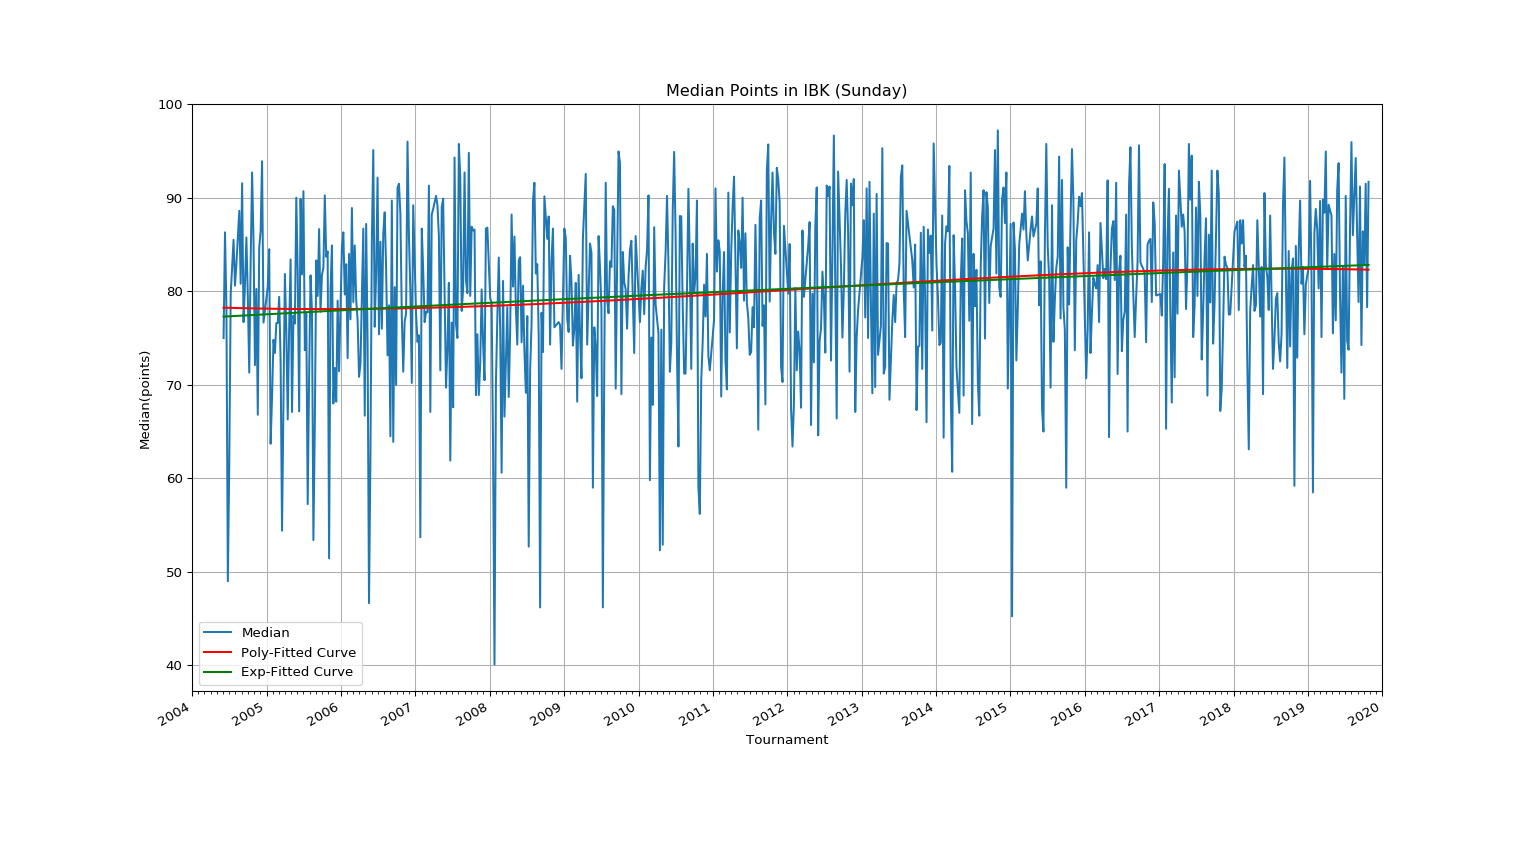 Median Points in IBK (Sunday)
100
90
80
70
60
50
40
Median(points)
Median
Poly-Fitted Curve
Exp-Fitted Curve
2004 2005 2006 2007 2008 2009 2010 2011 2012 2013 2014 2015 2016 2017 2018 2019 2020
Tournament